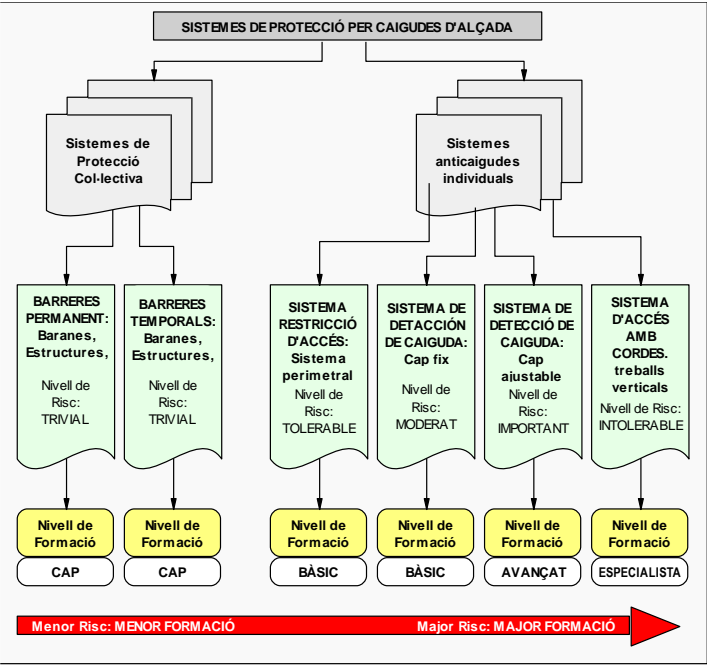 SISTEMES DE PROTECCIÓ PER CAIGUDES D'ALÇADA
Sistemes de
Protecció
Col·lectiva
Sistemes
anticaigudes
individuals
BARRERES
PERMANENT:
Baranes,
Estructures,
Nivell de
Risc:
TRIVIAL
BARRERES
TEMPORALS:
Baranes,
Estructures,
Nivell de
Risc:
TRIVIAL
SISTEMA
RESTRICCIÓ
D'ACCÉS:
Sistema
perimetral
Nivell de
Risc:
TOLERABLE
SISTEMA DE
DETACCIÓN
DE CAIGUDA:
Cap fix
Nivell de
Risc:
MODERAT
SISTEMA DE
DETECCIÓ DE
CAIGUDA:
Cap
ajustable
Nivell de
Risc:
IMPORTANT
SISTEMA
D'ACCÉS
AMB
CORDES.
treballs
verticals
Nivell de Risc:
INTOLERABLE
Nivell de
Formació
CAP
Nivell de
Formació
CAP
Nivell de
Formació
BÀSIC
Nivell de
Formació
BÀSIC
Nivell de
Formació
AVANÇAT
Nivell de
Formació
ESPECIALISTA
Menor Risc: MENOR FORMACIÓ
Major Risc: MAJOR FORMACIÓ